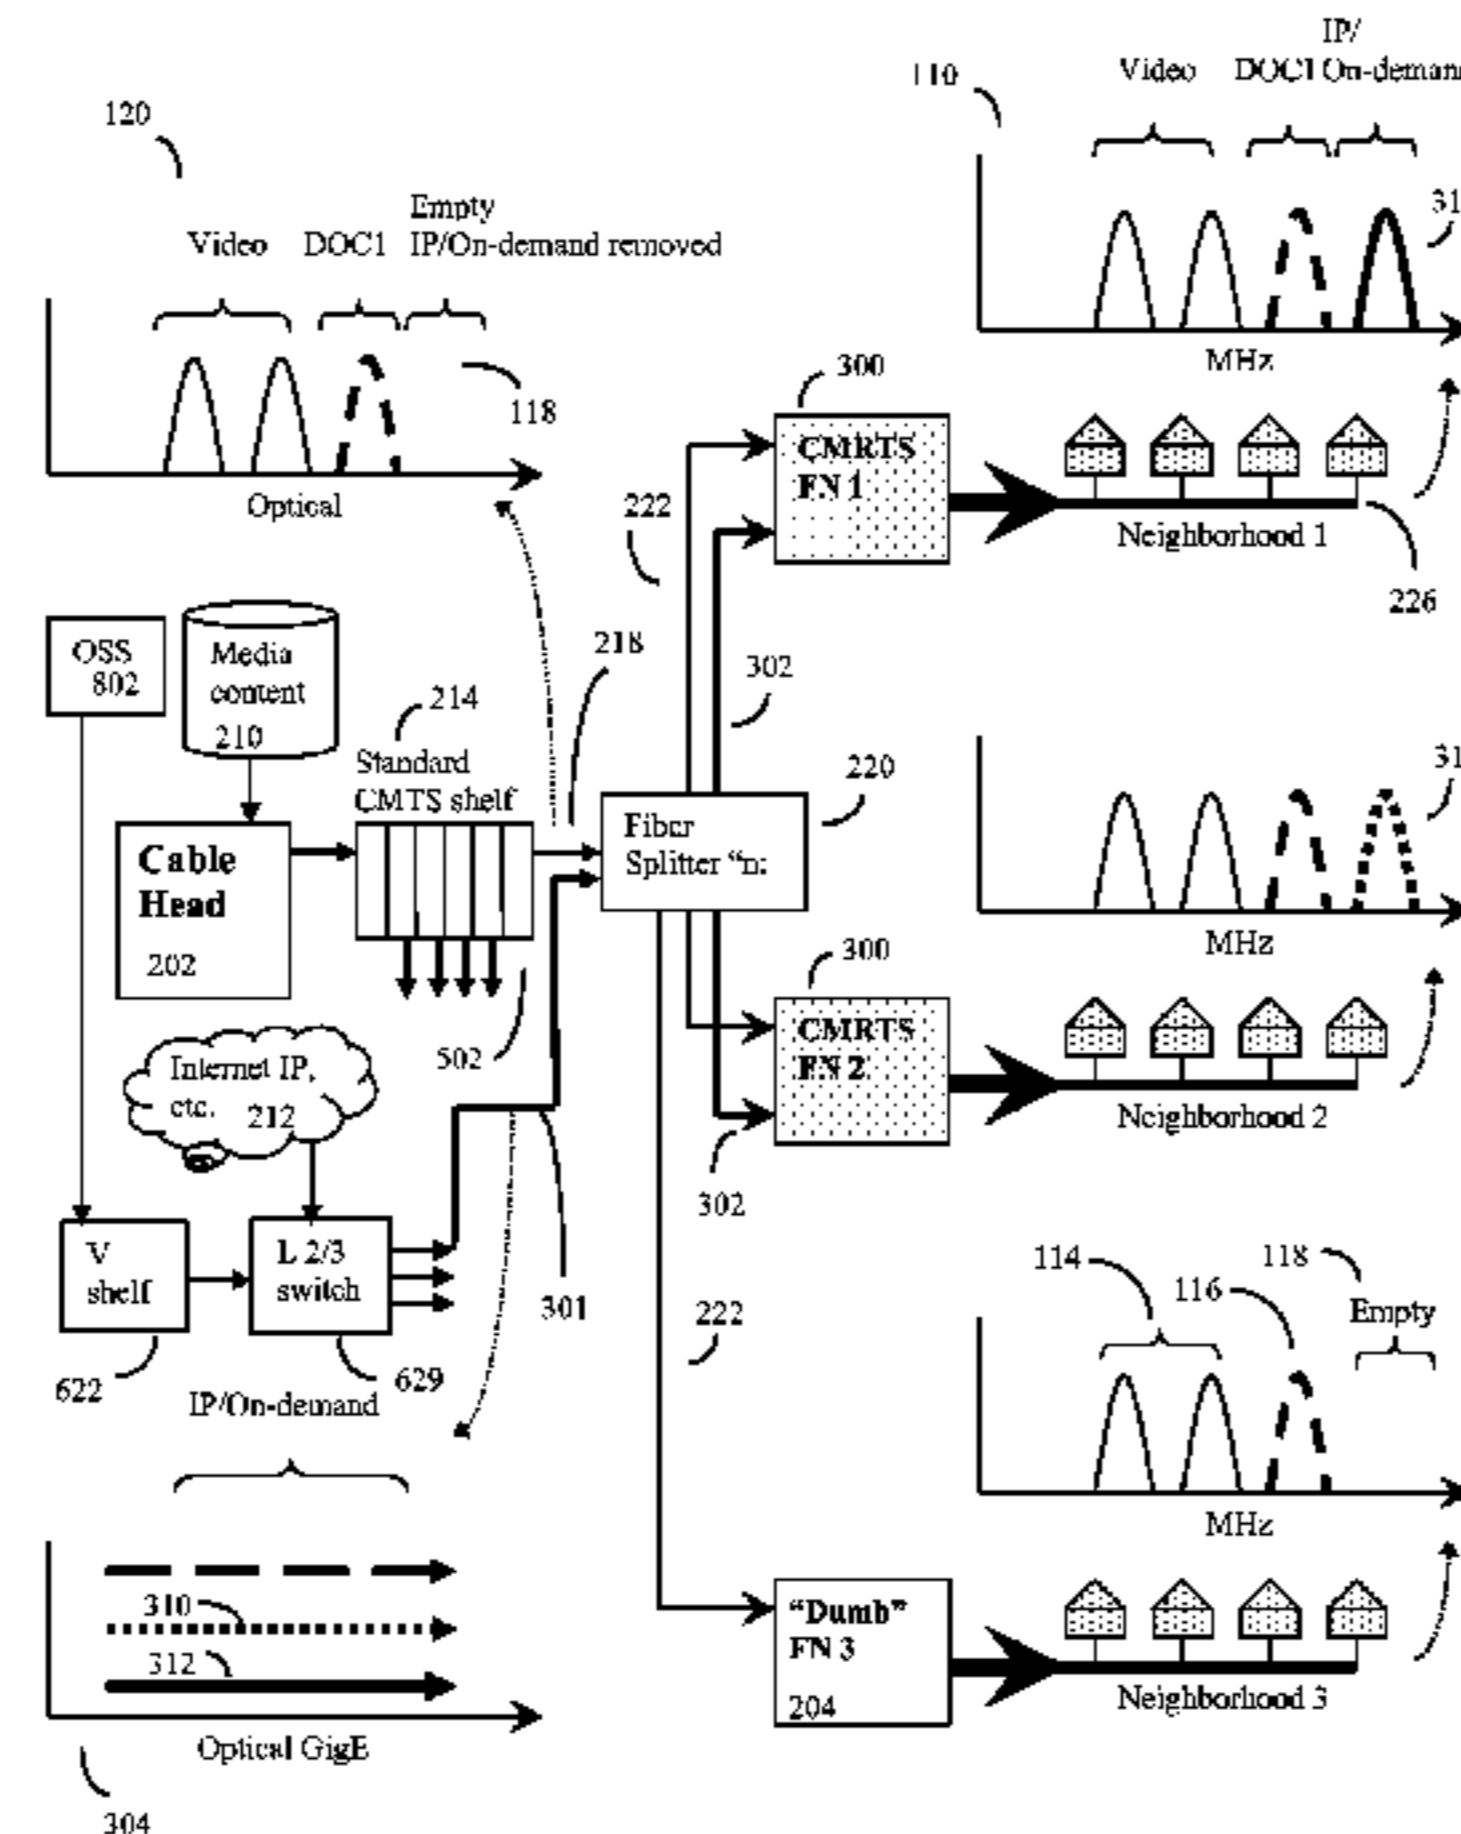 IP/
110
Video
DOC1 On-deman
120
Empty
Video
DOC1
IP/On-demand removed
31
118
MHz
300
CMRTS
FN 1
Optical
222
Neighborhood 1
226
OSS
802
Media
content
210
218
302
214
Standard
CMTS shelf
220
31
Fiber
Splitter “n:
Cable
Head
202
MHz
300
502
CMRTS
FN 2
Internet IP,
etc.
212
Neighborhood 2
302
V
shelf
L 2/3
switch
114
118
116
301
222
Empty
622
629
IP/On-demand
MHz
310
312
“Dumb”
FN 3
204
Neighborhood 3
Optical GigE
304